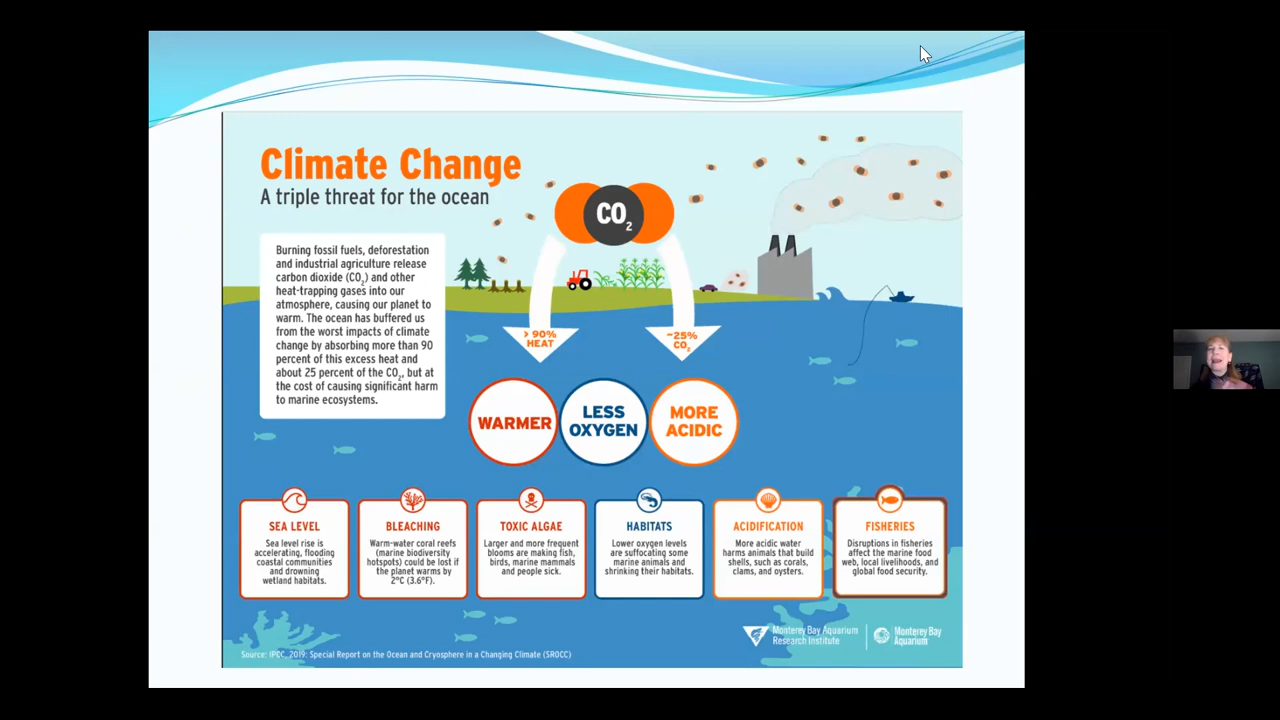 Climate Change
A triple threat for the ocean
CO2
Burning fossil fuels, deforestation
and industrial agriculture release
carbon dioxide (CO2) and other
heat-trapping gases into our
atmosphere, causing our planet to
warm. The ocean has buffered us
from the worst impacts of climate
change by absorbing more than 90
percent of this excess heat and
about 25 percent of the CO2, but at
the cost of causing significant harm
to marine ecosystems.
> 90%
HEAT
~25%
CO2
WARMER
LESS
OXYGEN
MORE
ACIDIC
SEA LEVEL
Sea level rise is
accelerating, flooding
coastal communities
and drowning
wetland habitats.
BLEACHING
Warm-water coral reefs
(marine biodiversity
hotspots) could be lost if
the planet warms by
2°C (3.6°F).
TOXIC ALGAE
Larger and more frequent
blooms are making fish,
birds, marine mammals
and people sick.
HABITATS
Lower oxygen levels
are suffocating some
marine animals and
shrinking their habitats.
ACIDIFICATION
More acidic water
harms animals that build
shells, such as corals,
clams, and oysters.
FISHERIES
Disruptions in fisheries
affect the marine food
web, local livelihoods, and
global food security.
Monterey Bay Aquarium
Research Institute
Monterey Bay
Aquarium
Source: IPCC, 2019: Special Report on the Ocean and Cryosphere in a Changing Climate (SROCC)